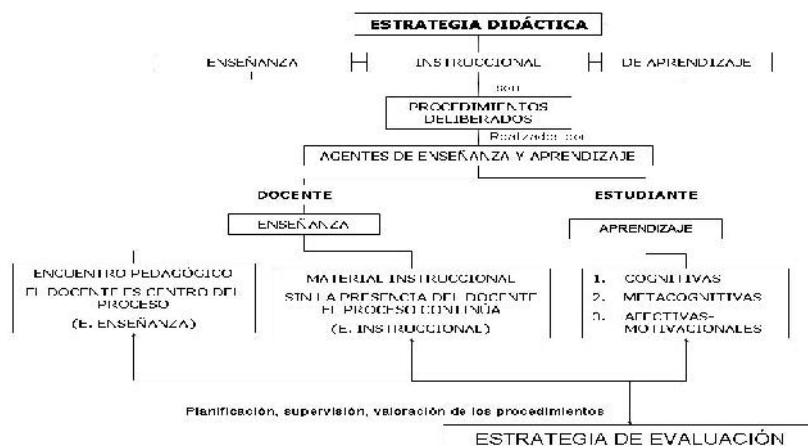 ESTRATEGIA DIDÁCTICA
ENSEÑANZA
INSTRUCCIONAL
DE APRENDIZAJE
son
PROCEDIMIENTOS
DELIBERADOS
Realizados por
AGENTES DE ENSEÑANZA Y APRENDIZAJE
DOCENTE
ESTUDIANTE
ENSEÑANZA
APRENDIZAJE
ENCUENTRO PEDAGÓGICO
EL DOCENTE ES CENTRO DEL
PROCESO
(E. ENSEÑANZA)
MATERIAL INSTRUCCIONAL
SIN LA PRESENCIA DEL DOCENTE
EL PROCESO CONTINÚA
(E. INSTRUCCIONAL)
1. COGNITIVAS
2. METACOGNITIVAS
3. AFECTIVAS-
MOTIVACIONALES
Planificación, supervisión, valoración de los procedimientos
ESTRATEGIA DE EVALUACIÓN